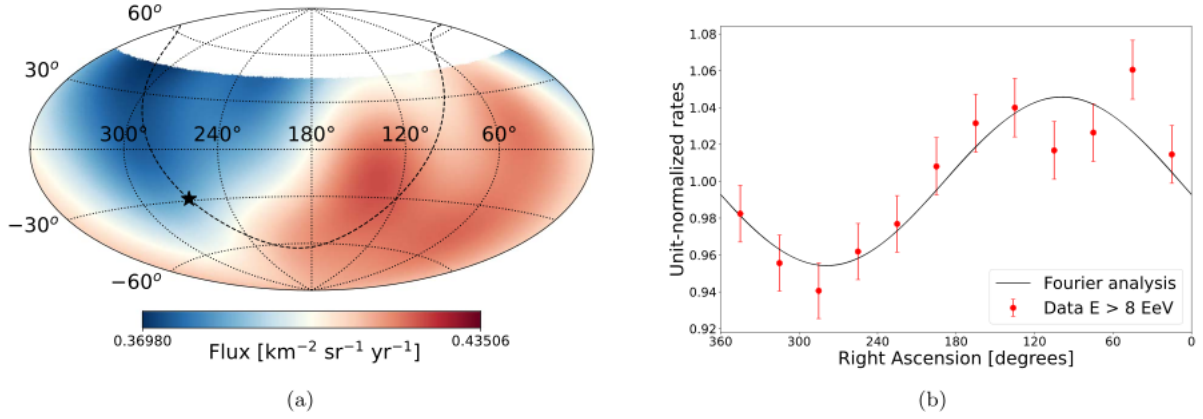 60°
30°
300° 240° 180° 120° 60°
−30°
−60°
0.36980 0.43506
Flux [km⁻² sr⁻¹ yr⁻¹]
(a)
1.08
1.06
1.04
1.02
1.00
0.98
0.96
0.94
0.92
Unit-normalized rates
Fourier analysis
Data E > 8 EeV
360 300 240 180 120 60 0
Right Ascension [degrees]
(b)